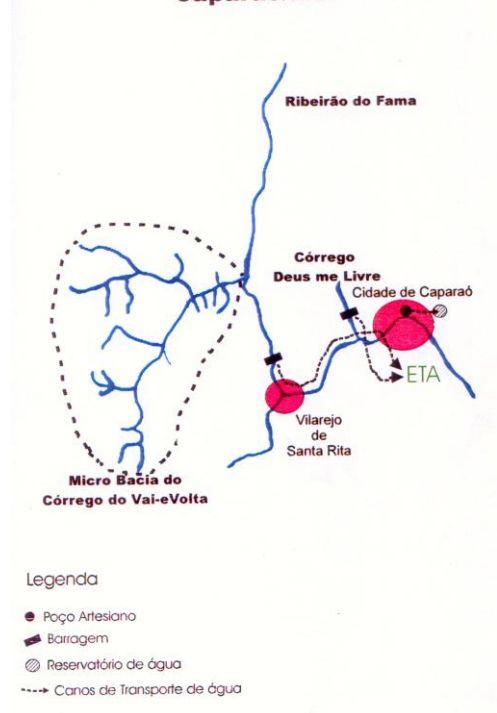 Ribeirão do Fama
Córrego
Deus me Livre
Cidade de Caparaó
ETA
Vilarejo
de
Santa Rita
Micro Bacia do
Córrego do Vai-eVolta
Legenda
Poço Artesiano
Barragem
Reservatório de água
Canos de Transporte de água